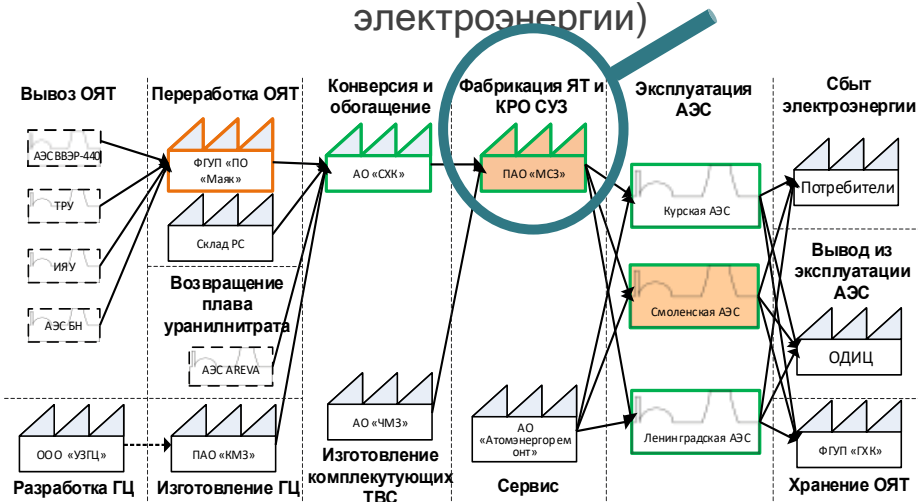 электроэнергии)
Вывоз ОЯТ
Переработка ОЯТ
Конверсия и
обогащение
Фабрикация ЯТ и
КРО СУЗ
Эксплуатация
АЭС
Сбыт
электроэнергии
АЭС ВВЭР-440
ТРУ
ИЯУ
АЭС БН
ФГУП «ПО
«Маяк»
Склад РС
Возвращение
плава
уранилнитрата
АЭС AREVA
АО «СХК»
ПАО «МСЗ»
Курская АЭС
Смоленская АЭС
Ленинградская АЭС
Потребители
Вывод из
эксплуатации
АЭС
ОДИЦ
ФГУП «ГХК»
Хранение ОЯТ
ООО «УЗГЦ»
Разработка ГЦ
ПАО «КМЗ»
Изготовление ГЦ
АО «ЧМЗ»
Изготовление
комплекутующих
ТВС
АО
«Атомэнергорем
онт»
Сервис